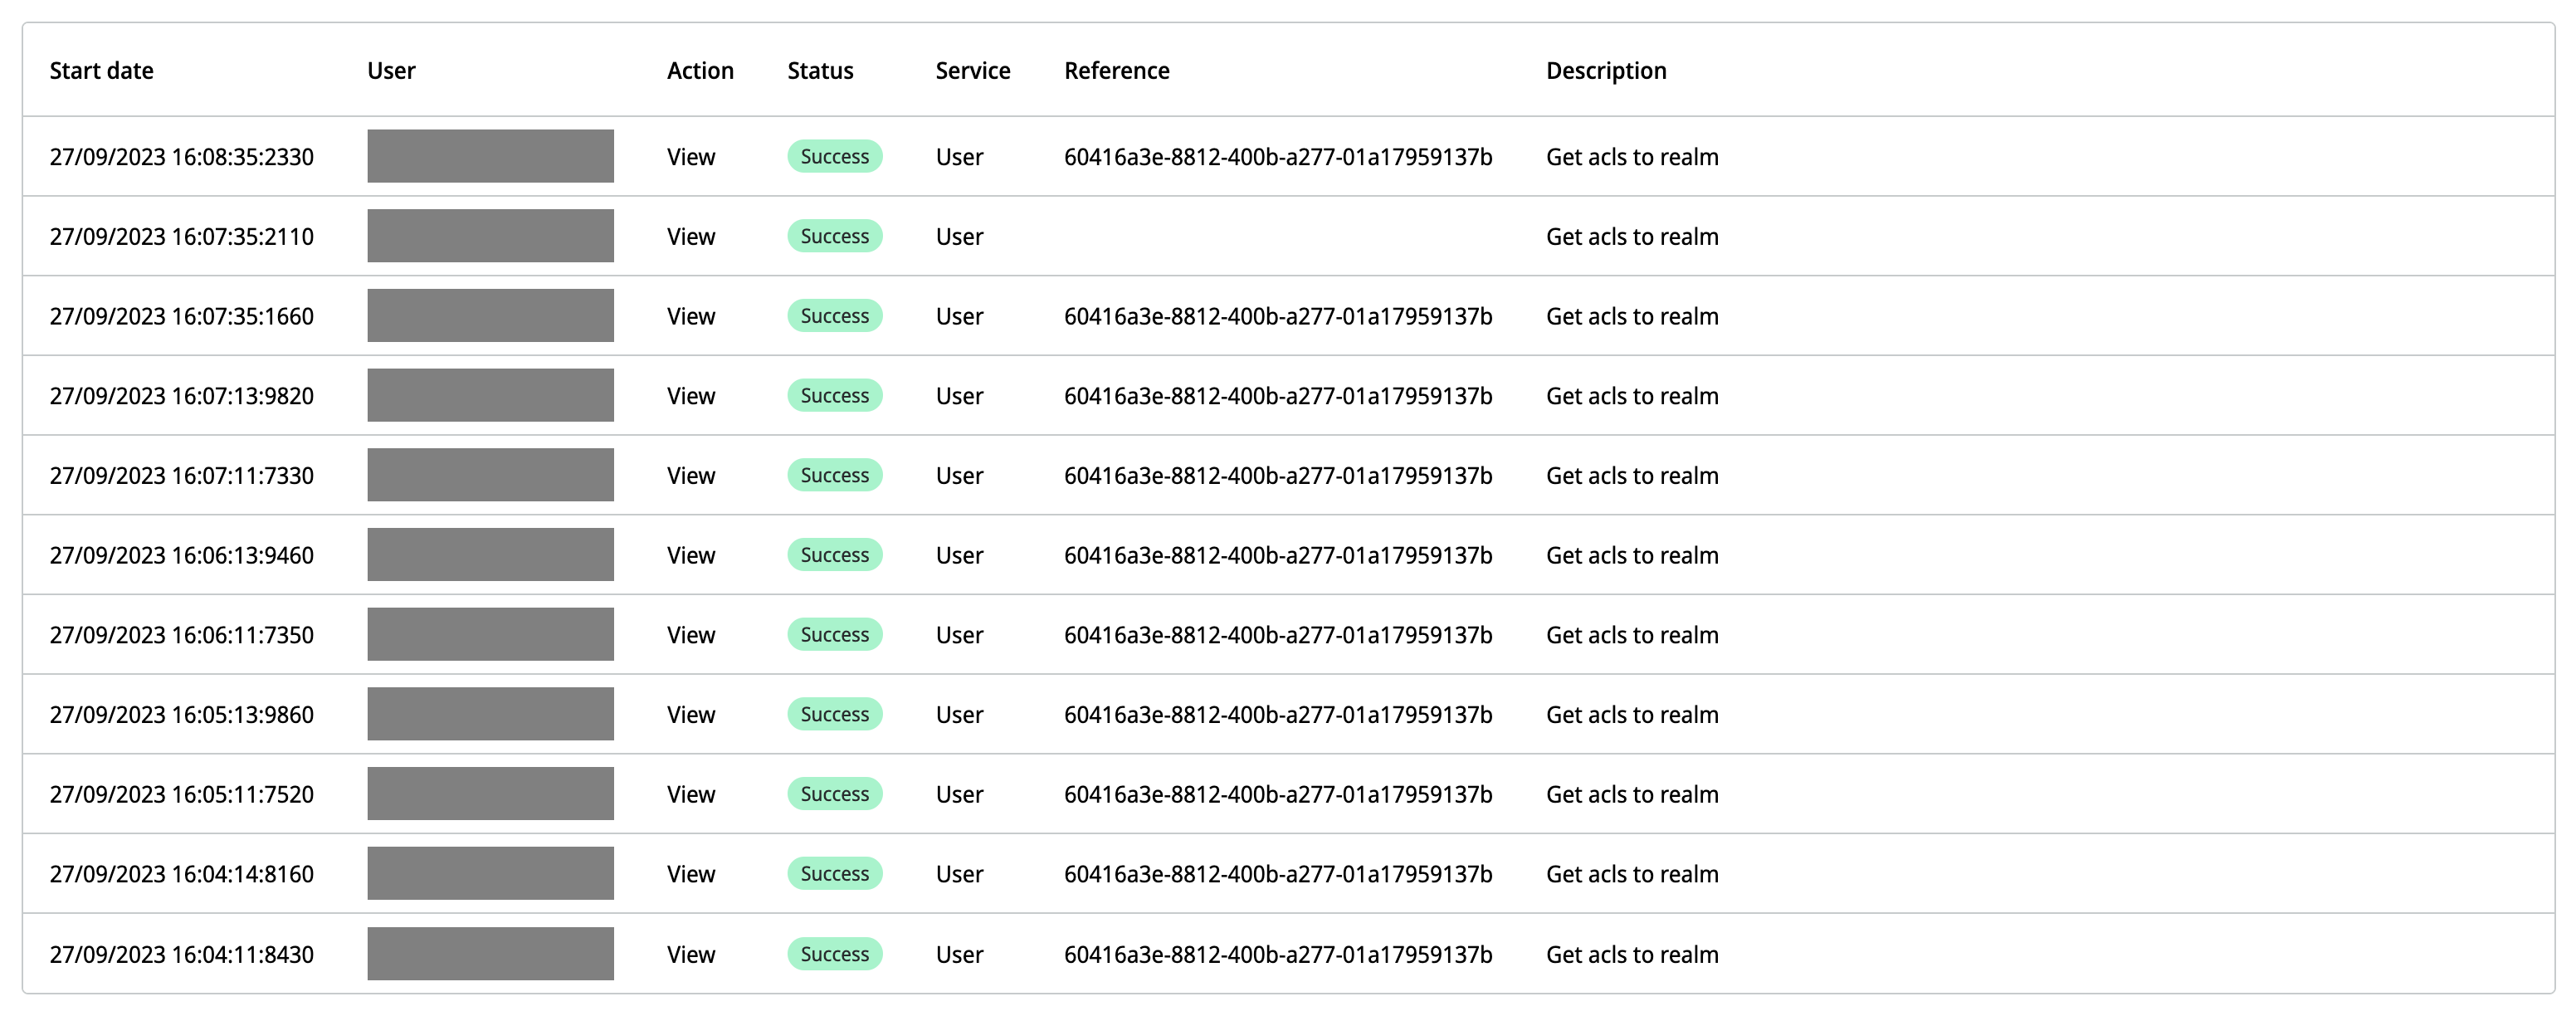 Start date User Action Status Service Reference Description
27/09/2023 16:08:35:2330 View Success User 60416a3e-8812-400b-a277-01a17959137b Get acls to realm
27/09/2023 16:07:35:2110 View Success User Get acls to realm
27/09/2023 16:07:35:1660 View Success User 60416a3e-8812-400b-a277-01a17959137b Get acls to realm
27/09/2023 16:07:13:9820 View Success User 60416a3e-8812-400b-a277-01a17959137b Get acls to realm
27/09/2023 16:07:11:7330 View Success User 60416a3e-8812-400b-a277-01a17959137b Get acls to realm
27/09/2023 16:06:13:9460 View Success User 60416a3e-8812-400b-a277-01a17959137b Get acls to realm
27/09/2023 16:06:11:7350 View Success User 60416a3e-8812-400b-a277-01a17959137b Get acls to realm
27/09/2023 16:05:13:9860 View Success User 60416a3e-8812-400b-a277-01a17959137b Get acls to realm
27/09/2023 16:05:11:7520 View Success User 60416a3e-8812-400b-a277-01a17959137b Get acls to realm
27/09/2023 16:04:14:8160 View Success User 60416a3e-8812-400b-a277-01a17959137b Get acls to realm
27/09/2023 16:04:11:8430 View Success User 60416a3e-8812-400b-a277-01a17959137b Get acls to realm